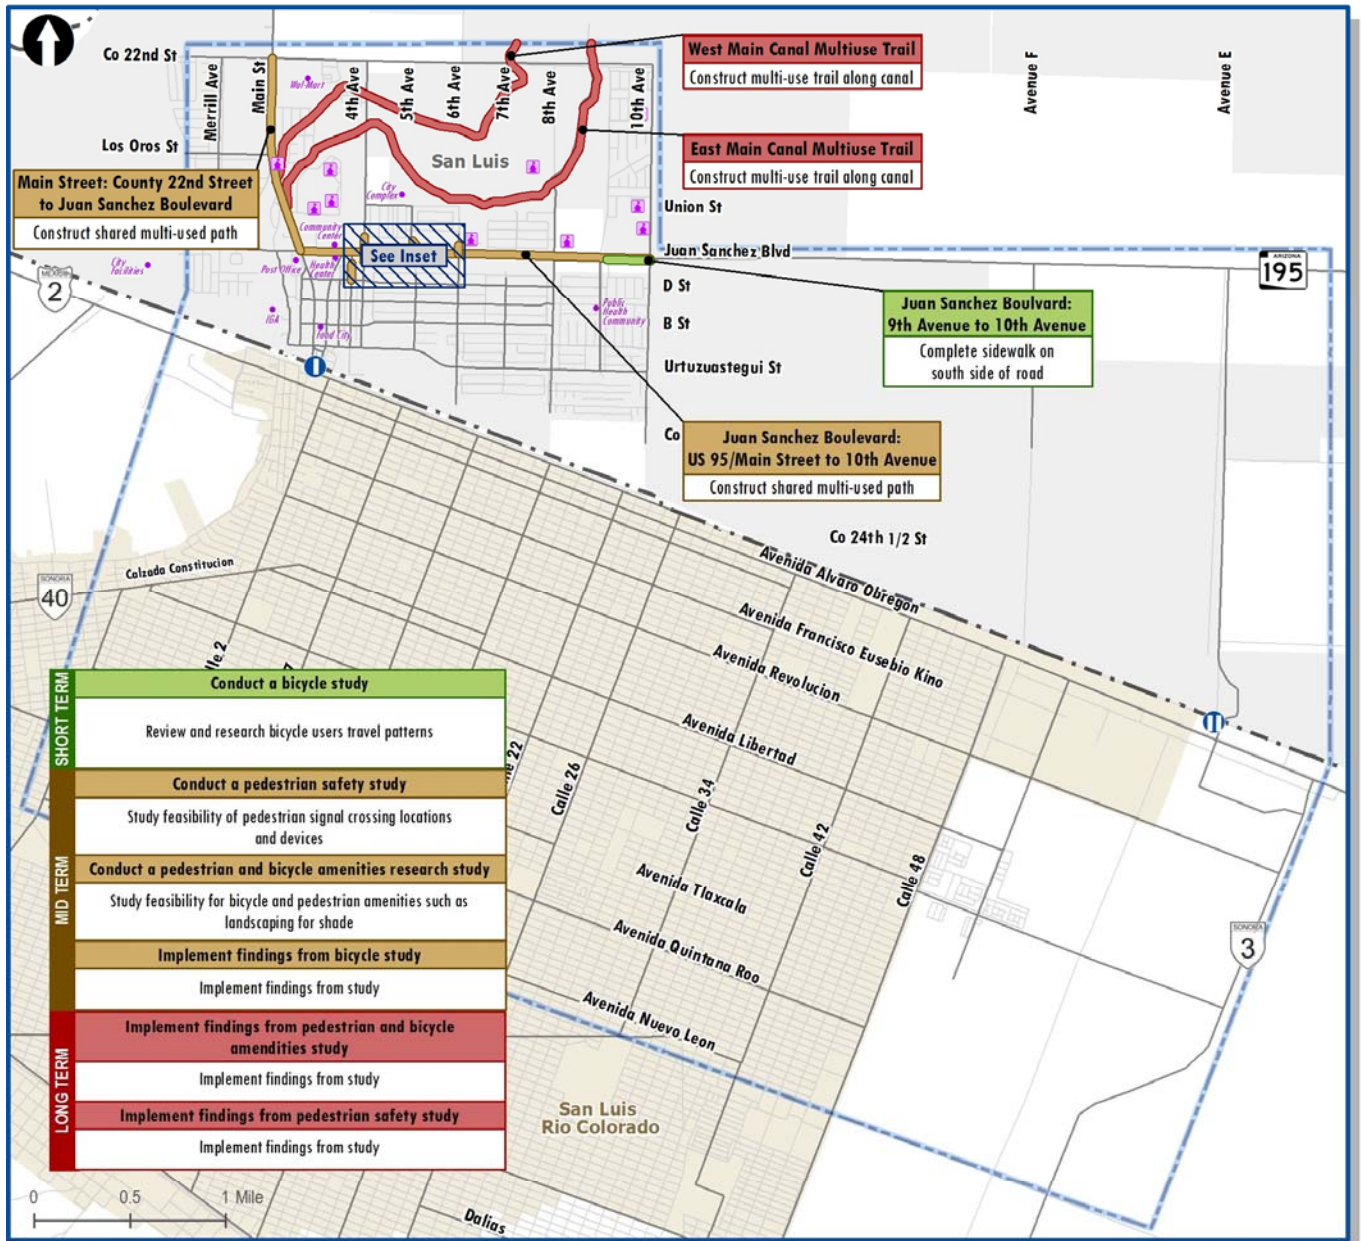 Co 22nd St
Merrill Ave
Main St
Wal-Mart
4th Ave
5th Ave
6th Ave
7th Ave
8th Ave
10th Ave
Avenue F
Avenue E
West Main Canal Multiuse Trail
Construct multi-use trail along canal
Los Oros St
San Luis
East Main Canal Multiuse Trail
Construct multi-use trail along canal
Main Street: County 22nd Street
to Juan Sanchez Boulevard
Construct shared multi-used path
City
Complex
Union St
Community
Center
See Inset
Juan Sanchez Blvd
ARIZONA
195
City
Facilities
Post Office
Health
Center
MEXICO
2
D St
IGA
Public
Health
Community
B St
Food City
Urtuzuastegui St
Juan Sanchez Boulvard:
9th Avenue to 10th Avenue
Complete sidewalk on
south side of road
Co
Juan Sanchez Boulevard:
US 95/Main Street to 10th Avenue
Construct shared multi-used path
Co 24th 1/2 St
Calzada Constitucion
SONORA
40
Avenida Alvaro Obregon
Avenida Francisco Eusebio Kino
Avenida Revolucion
Avenida Libertad
lle 2
7
22
Calle 26
Calle 34
Calle 42
Calle 48
Avenida Tlaxcala
Avenida Quintana Roo
Avenida Nuevo Leon
SONORA
3
SHORT TERM
Conduct a bicycle study
Review and research bicycle users travel patterns
MID TERM
Conduct a pedestrian safety study
Study feasibility of pedestrian signal crossing locations
and devices
Conduct a pedestrian and bicycle amenities research study
Study feasibility for bicycle and pedestrian amenities such as
landscaping for shade
Implement findings from bicycle study
Implement findings from study
LONG TERM
Implement findings from pedestrian and bicycle
amendities study
Implement findings from study
Implement findings from pedestrian safety study
Implement findings from study
San Luis
Rio Colorado
0 0.5 1 Mile
Dalias